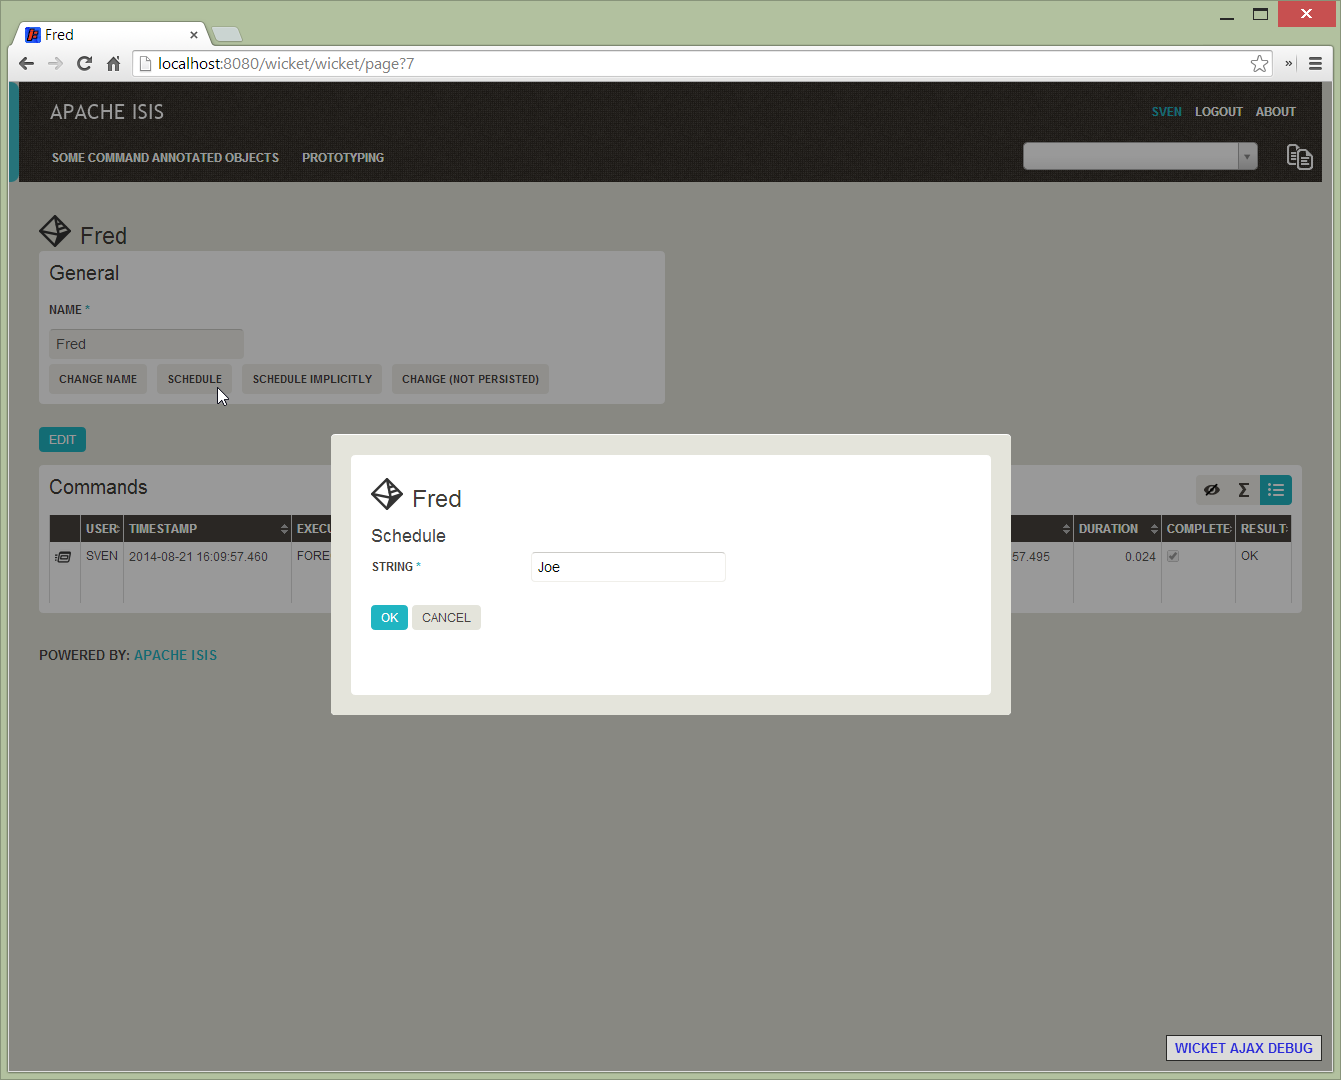 Fred
localhost:8080/wicket/wicket/page?7
APACHE ISIS
SVEN LOGOUT ABOUT
SOME COMMAND ANNOTATED OBJECTS PROTOTYPING
Fred
General
NAME *
Fred
CHANGE NAME SCHEDULE SCHEDULE IMPLICITLY CHANGE (NOT PERSISTED)
EDIT
Commands
USER TIMESTAMP DURATION COMPLETE RESULT
SVEN 2014-08-21 16:09:57.460 57.495 0.024 OK
Fred
Schedule
STRING *
Joe
OK CANCEL
POWERED BY: APACHE ISIS
WICKET AJAX DEBUG